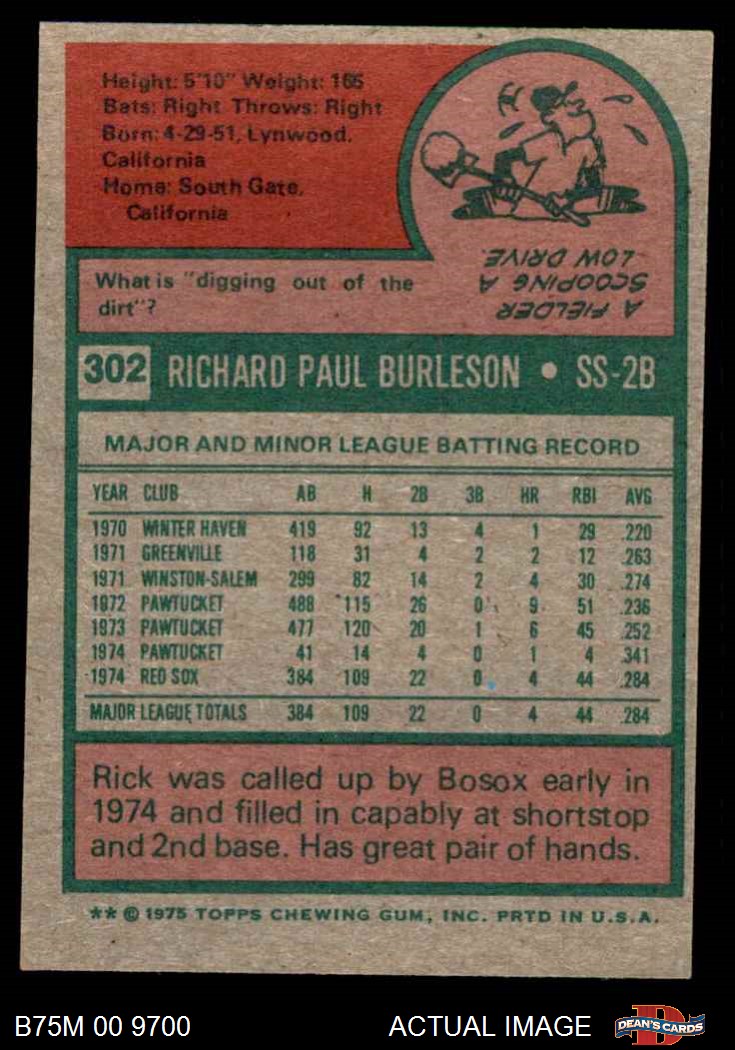 Height: 5'10" Weight: 165
Bats: Right Throws: Right
Born: 4-29-51, Lynwood,
California
Home: South Gate,
California
What is "digging out of the
dirt"?
A FIELDER
SCOOPING A
LOW DRIVE.
302 RICHARD PAUL BURLESON • SS-2B
MAJOR AND MINOR LEAGUE BATTING RECORD
YEAR CLUB AB H 2B 3B HR RBI AVG
1970 WINTER HAVEN 419 92 13 4 1 29 .220
1971 GREENVILLE 118 31 4 2 2 12 .263
1971 WINSTON-SALEM 299 82 14 2 4 30 .274
1972 PAWTUCKET 488 115 26 0 9 51 .236
1973 PAWTUCKET 477 120 20 1 6 45 .252
1974 PAWTUCKET 41 14 4 0 1 4 .341
1974 RED SOX 384 109 22 0 4 44 .284
MAJOR LEAGUE TOTALS 384 109 22 0 4 44 .284
Rick was called up by Bosox early in
1974 and filled in capably at shortstop
and 2nd base. Has great pair of hands.
** © 1975 TOPPS CHEWING GUM, INC. PRTD IN U.S.A.
B75M 00 9700 ACTUAL IMAGE
D
DEAN'S CARDS